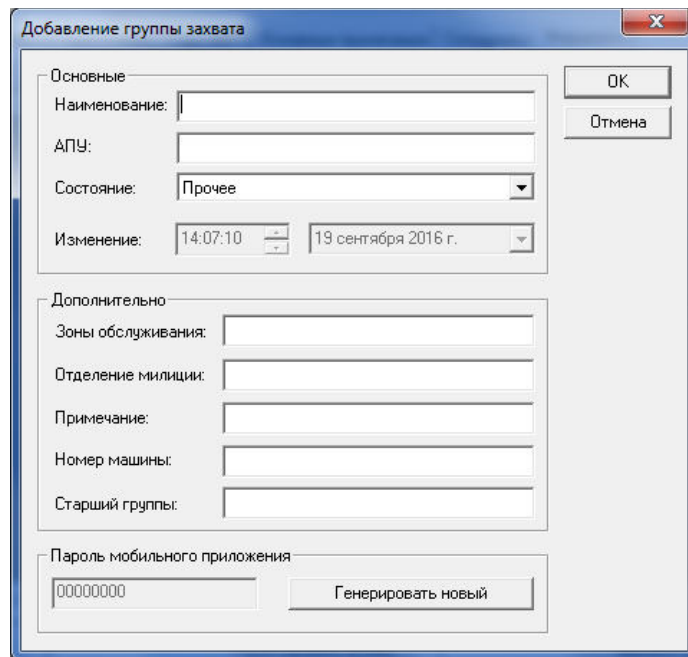 Добавление группы захвата
Основные
Наименование:
АПУ:
Состояние: Прочее
Изменение: 14:07:10 19 сентября 2016 г.
OK
Отмена
Дополнительно
Зоны обслуживания:
Отделение милиции:
Примечание:
Номер машины:
Старший группы:
Пароль мобильного приложения
00000000 Генерировать новый